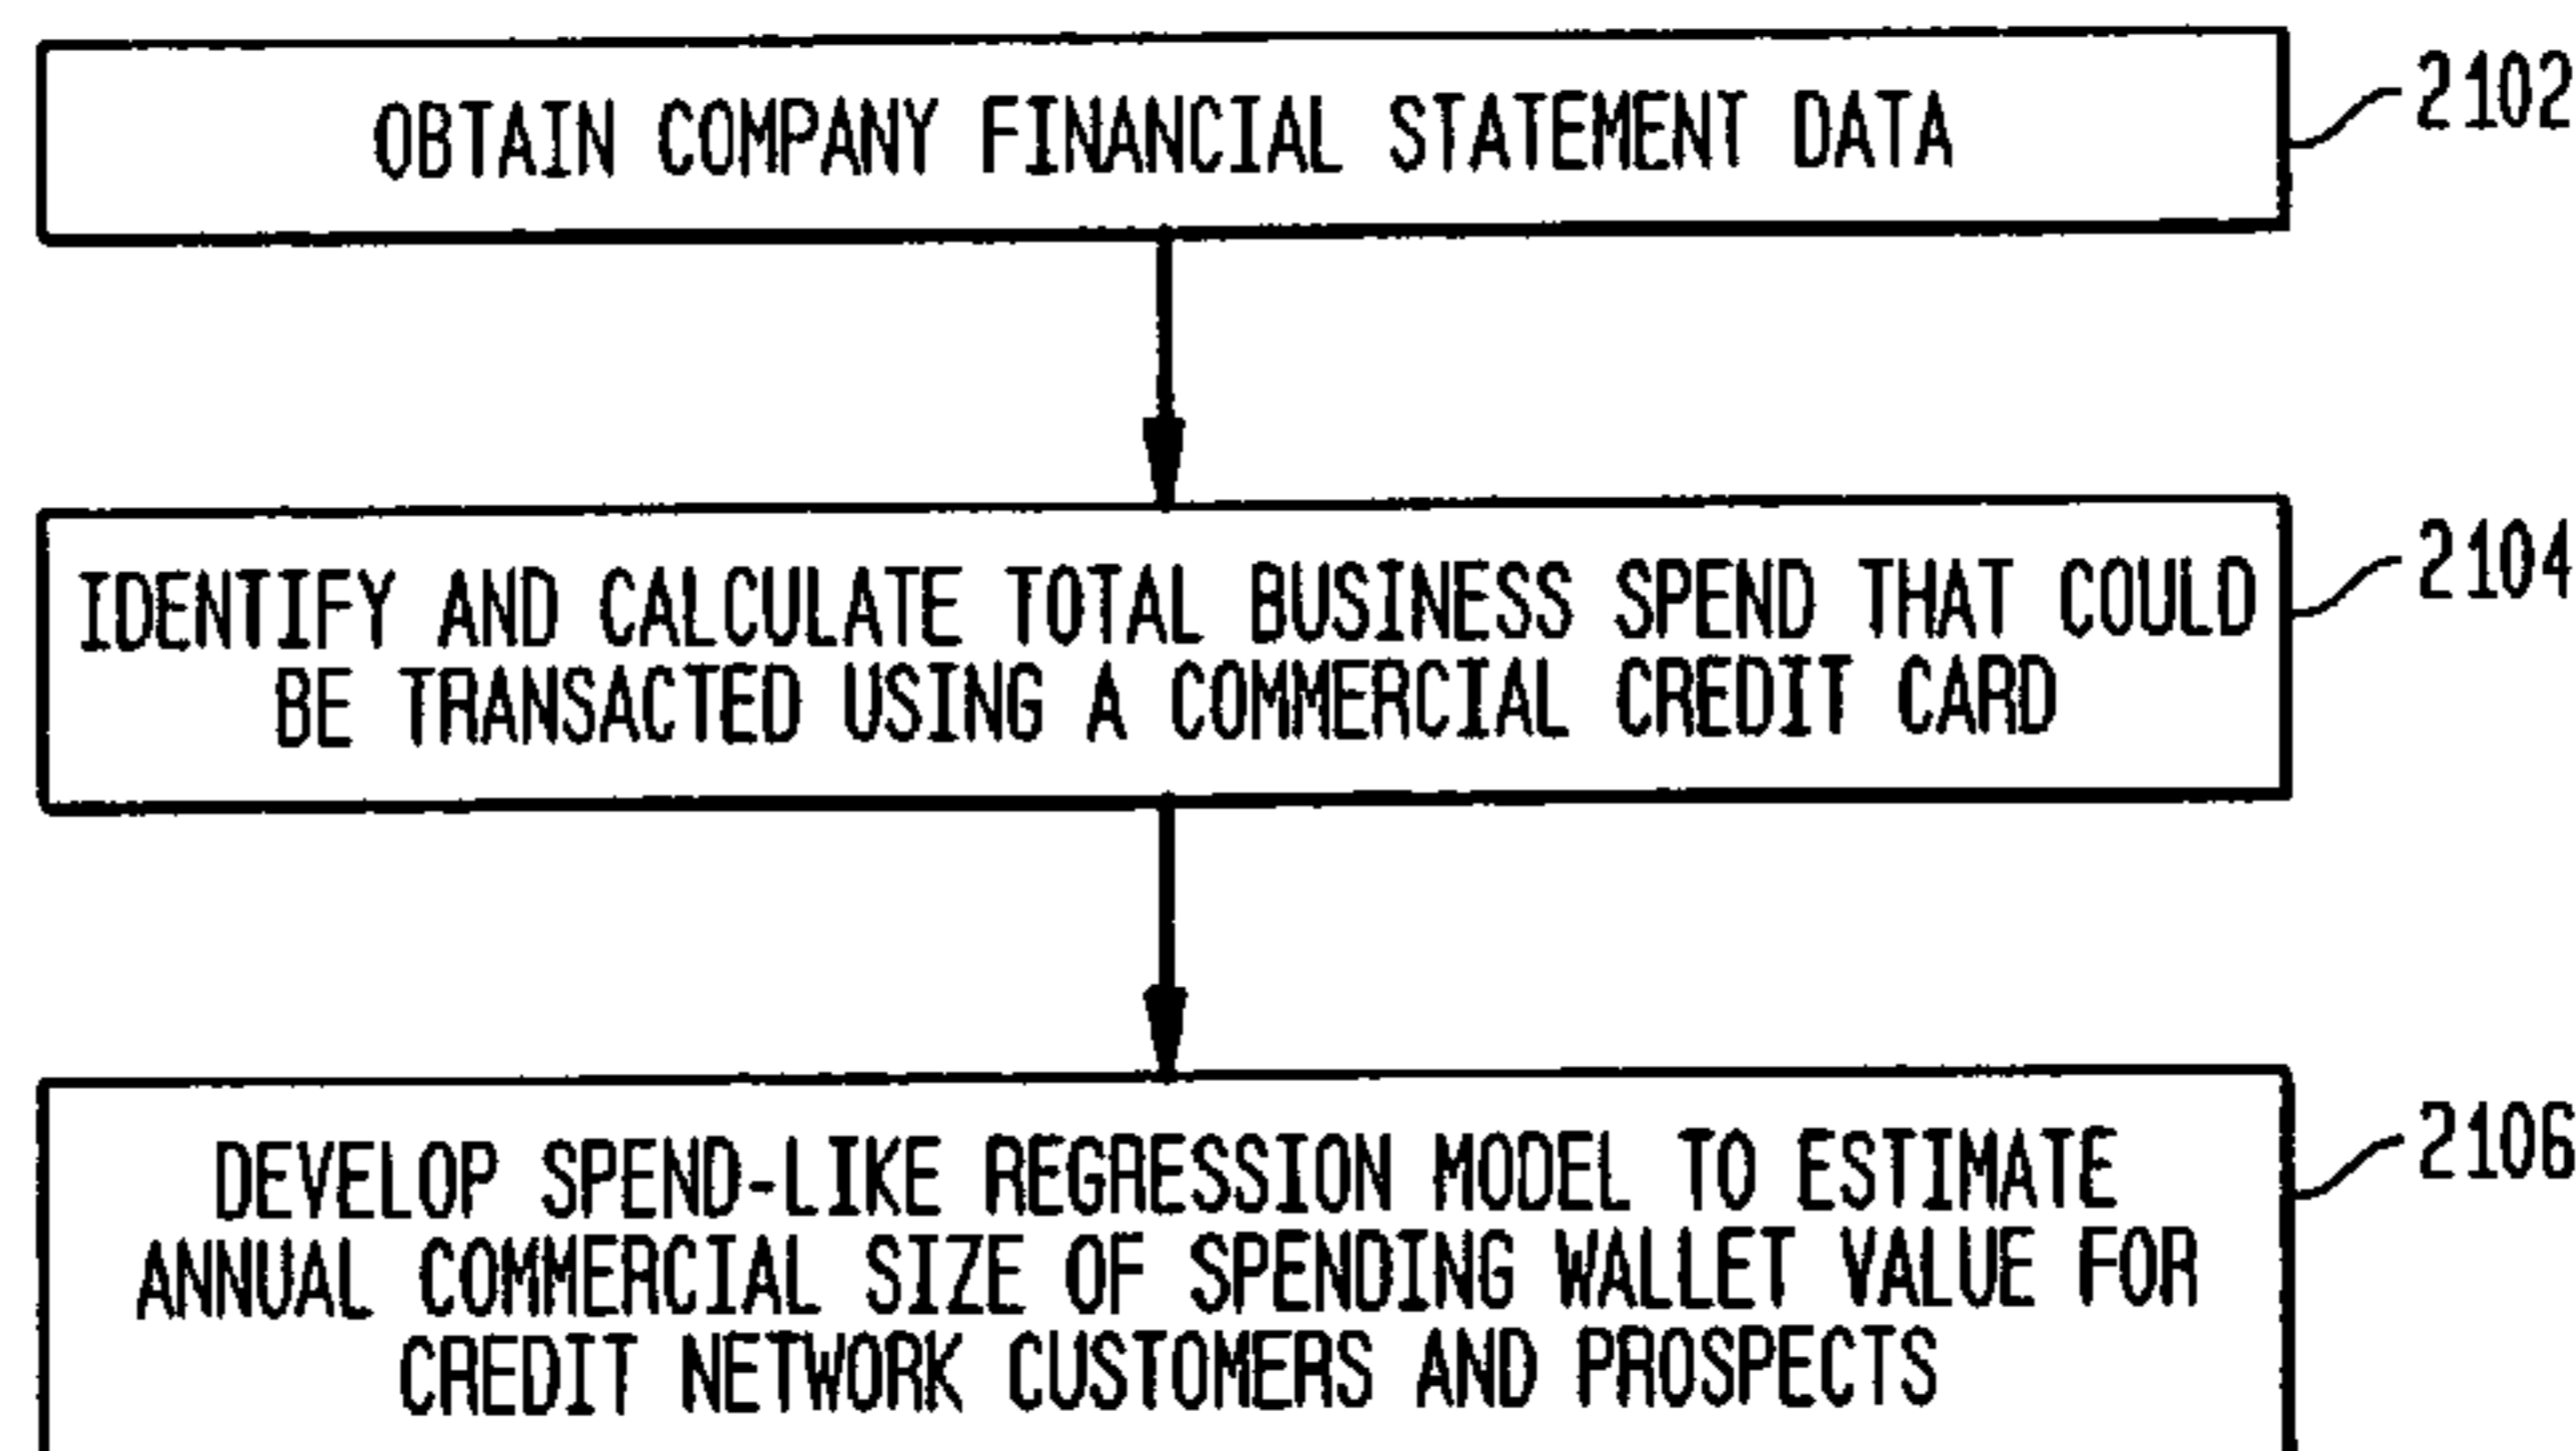 OBTAIN COMPANY FINANCIAL STATEMENT DATA
2102
IDENTIFY AND CALCULATE TOTAL BUSINESS SPEND THAT COULD
BE TRANSACTED USING A COMMERCIAL CREDIT CARD
2104
DEVELOP SPEND-LIKE REGRESSION MODEL TO ESTIMATE
ANNUAL COMMERCIAL SIZE OF SPENDING WALLET VALUE FOR
CREDIT NETWORK CUSTOMERS AND PROSPECTS
2106